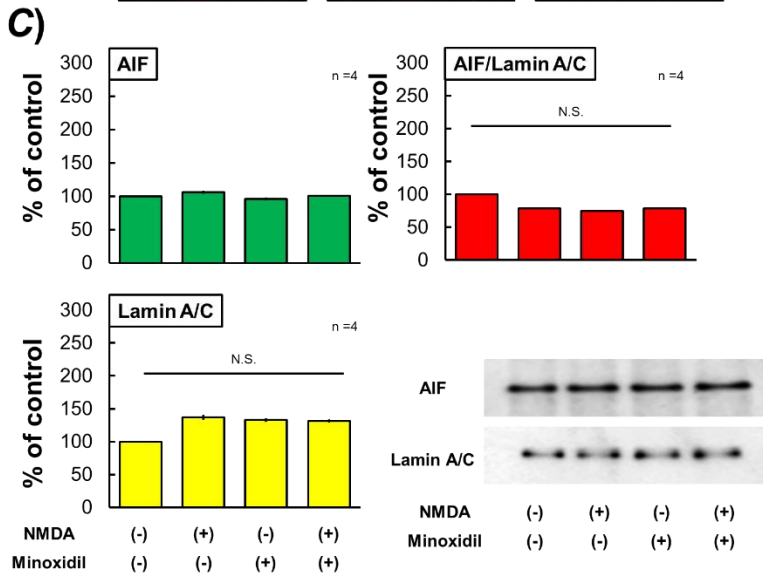 C)
AIF
n =4
% of control
300
250
200
150
100
50
0
AIF/Lamin A/C
n =4
N.S.
% of control
300
250
200
150
100
50
0
Lamin A/C
n =4
N.S.
% of control
300
250
200
150
100
50
0
NMDA (-) (+) (-) (+)
Minoxidil (-) (-) (+) (+)
AIF
Lamin A/C
NMDA (-) (+) (-) (+)
Minoxidil (-) (-) (+) (+)